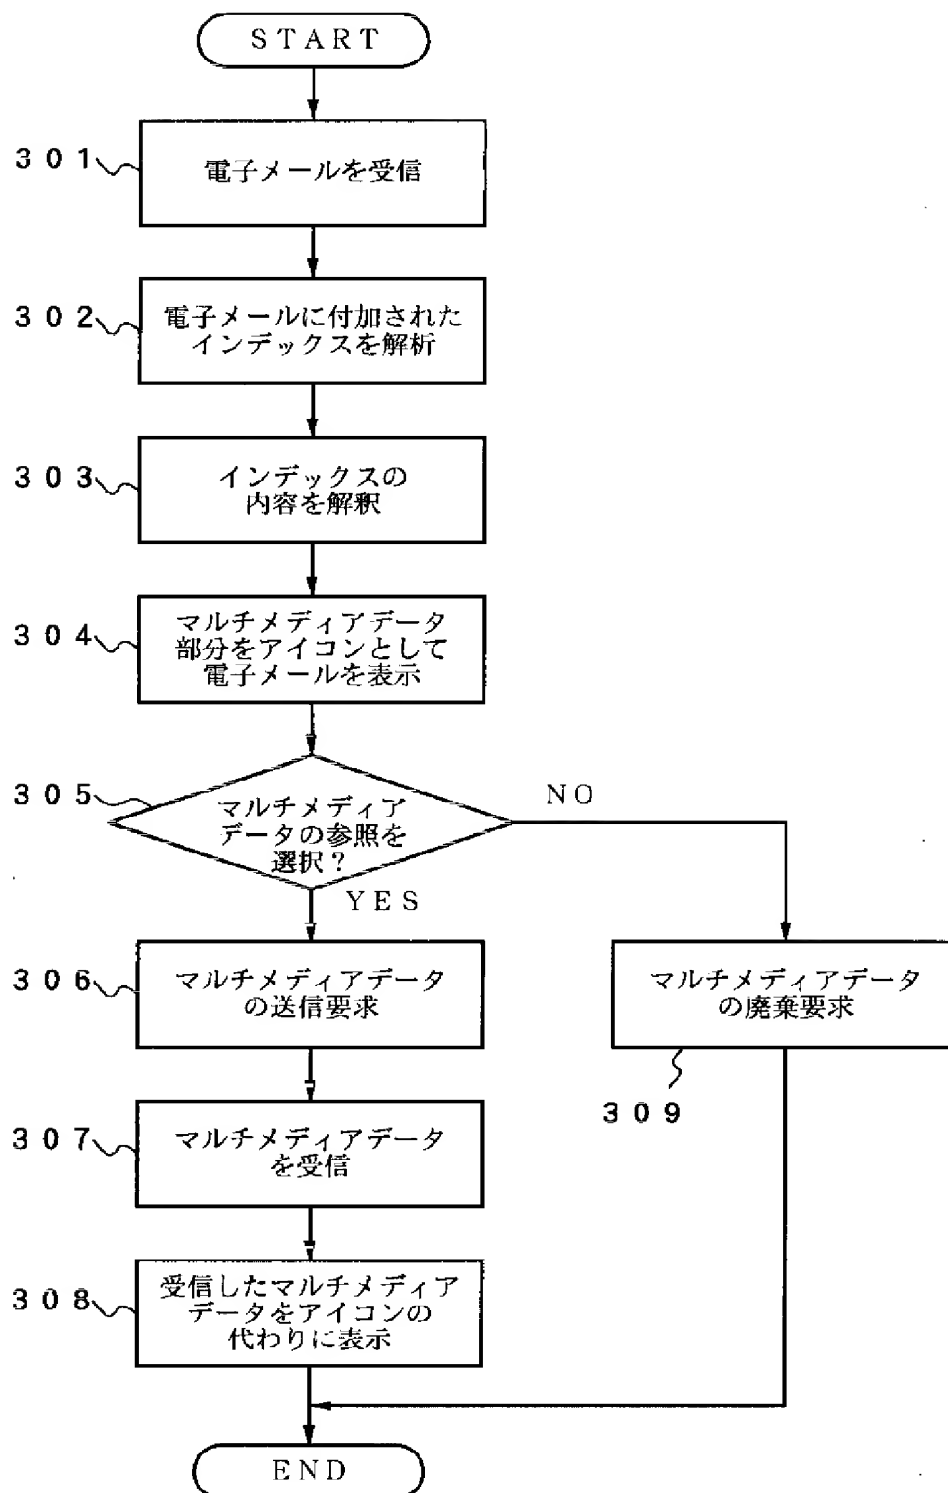 START
301
電子メールを受信
302
電子メールに付加された
インデックスを解析
303
インデックスの
内容を解釈
304
マルチメディアデータ
部分をアイコンとして
電子メールを表示
305
マルチメディア
データの参照を
選択？
NO
YES
306
マルチメディアデータ
の送信要求
マルチメディアデータ
の廃棄要求
309
307
マルチメディアデータ
を受信
308
受信したマルチメディア
データをアイコンの
代わりに表示
END